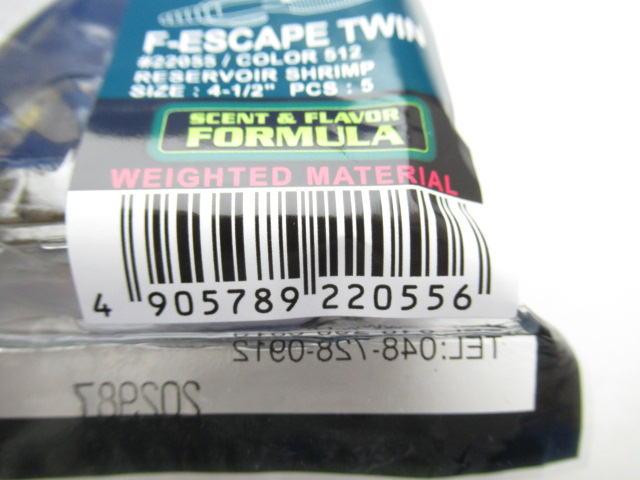 F-ESCAPE TWIN
#22055 / COLOR 512
RESERVOIR SHRIMP
SIZE : 4-1/2" PCS : 5
SCENT & FLAVOR
FORMULA
WEIGHTED MATERIAL
4 905789 220556
TEL:048-728-0912
202987